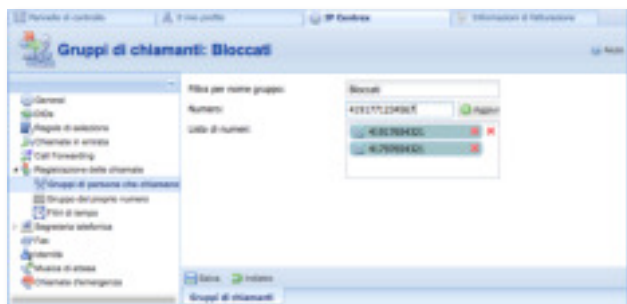 Pannello di controllo
Il mio profilo
IP Centrex
Informazioni di fatturazione
Gruppi di chiamanti: Bloccati
Filtra per nome gruppo:
Bloccati
Numero:
Lista di numeri:
Generali
DIDs
Regole di selezione
Chiamate in entrata
Call Forwarding
Registrazione delle chiamate
Gruppi di persone che chiamano
Gruppo del proprio numero
Filtri di tempo
Segreteria telefonica
Fax
Identità
Musica di attesa
Chiamate d'emergenza
Salva
Indietro
Gruppi di chiamanti